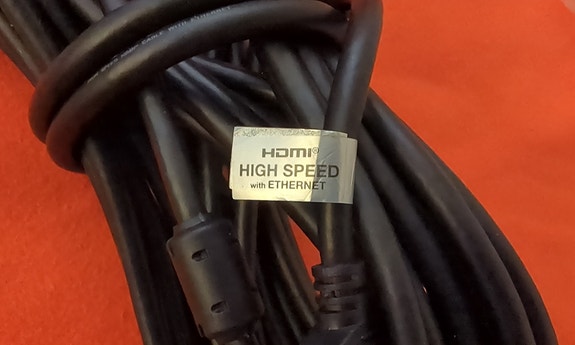 HDMI®
HIGH SPEED
with ETHERNET